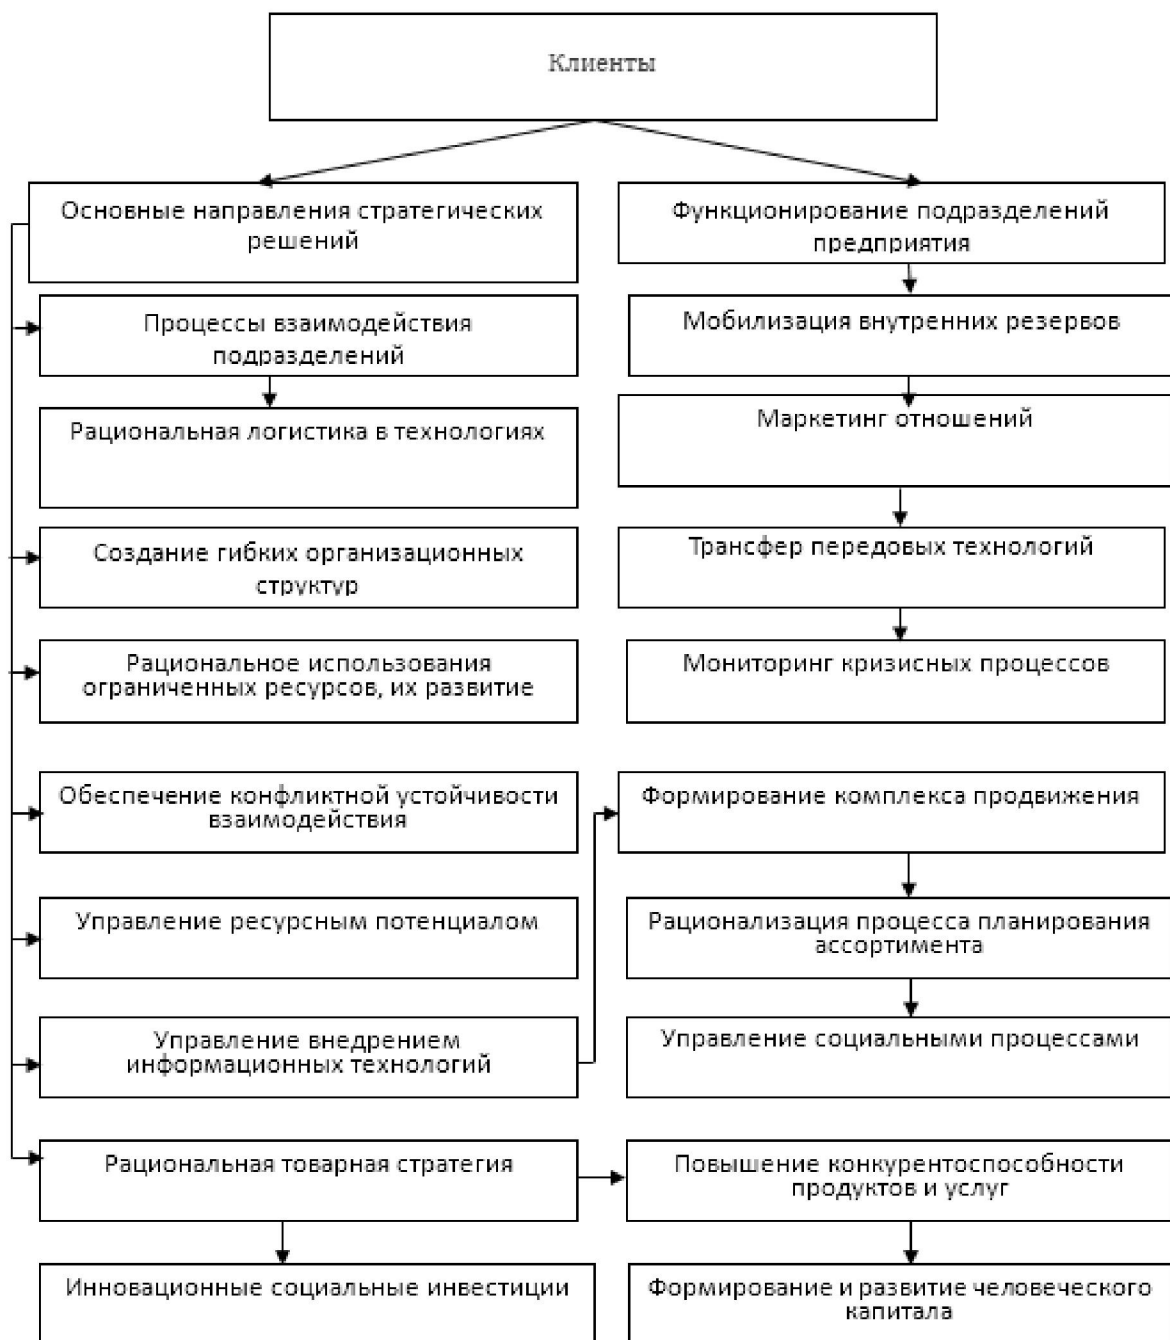 Клиенты
Основные направления стратегических
решений
Функционирование подразделений
предприятия
Процессы взаимодействия
подразделений
Мобилизация внутренних резервов
Рациональная логистика в технологиях
Маркетинг отношений
Создание гибких организационных
структур
Трансфер передовых технологий
Рациональное использования
ограниченных ресурсов, их развитие
Мониторинг кризисных процессов
Обеспечение конфликтной устойчивости
взаимодействия
Формирование комплекса продвижения
Управление ресурсным потенциалом
Рационализация процесса планирования
ассортимента
Управление внедрением
информационных технологий
Управление социальными процессами
Рациональная товарная стратегия
Повышение конкурентоспособности
продуктов и услуг
Инновационные социальные инвестиции
Формирование и развитие человеческого
капитала